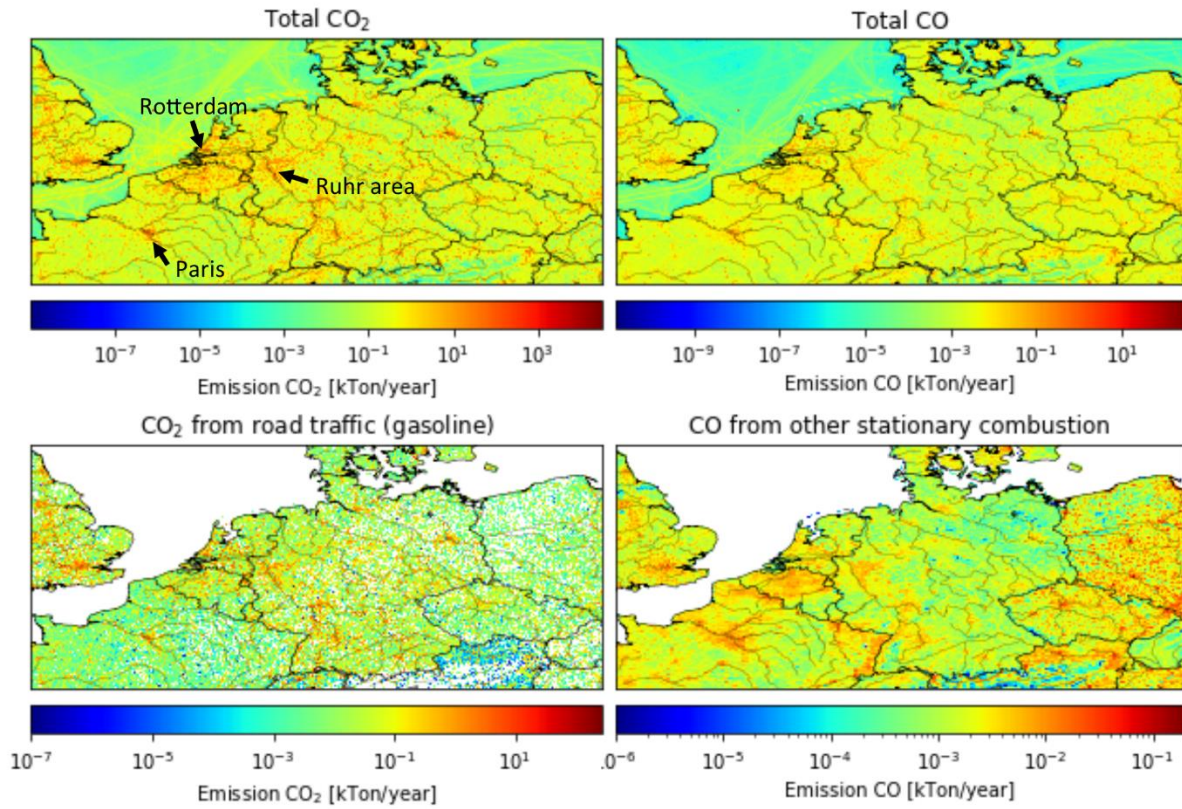 Total CO₂
Total CO
Rotterdam
Ruhr area
Paris
10⁻⁷ 10⁻⁵ 10⁻³ 10⁻¹ 10¹ 10³
Emission CO₂ [kTon/year]
10⁻⁹ 10⁻⁷ 10⁻⁵ 10⁻³ 10⁻¹ 10¹
Emission CO [kTon/year]
CO₂ from road traffic (gasoline)
CO from other stationary combustion
10⁻⁷ 10⁻⁵ 10⁻³ 10⁻¹ 10¹
Emission CO₂ [kTon/year]
.0⁻⁶ 10⁻⁵ 10⁻⁴ 10⁻³ 10⁻² 10⁻¹
Emission CO [kTon/year]